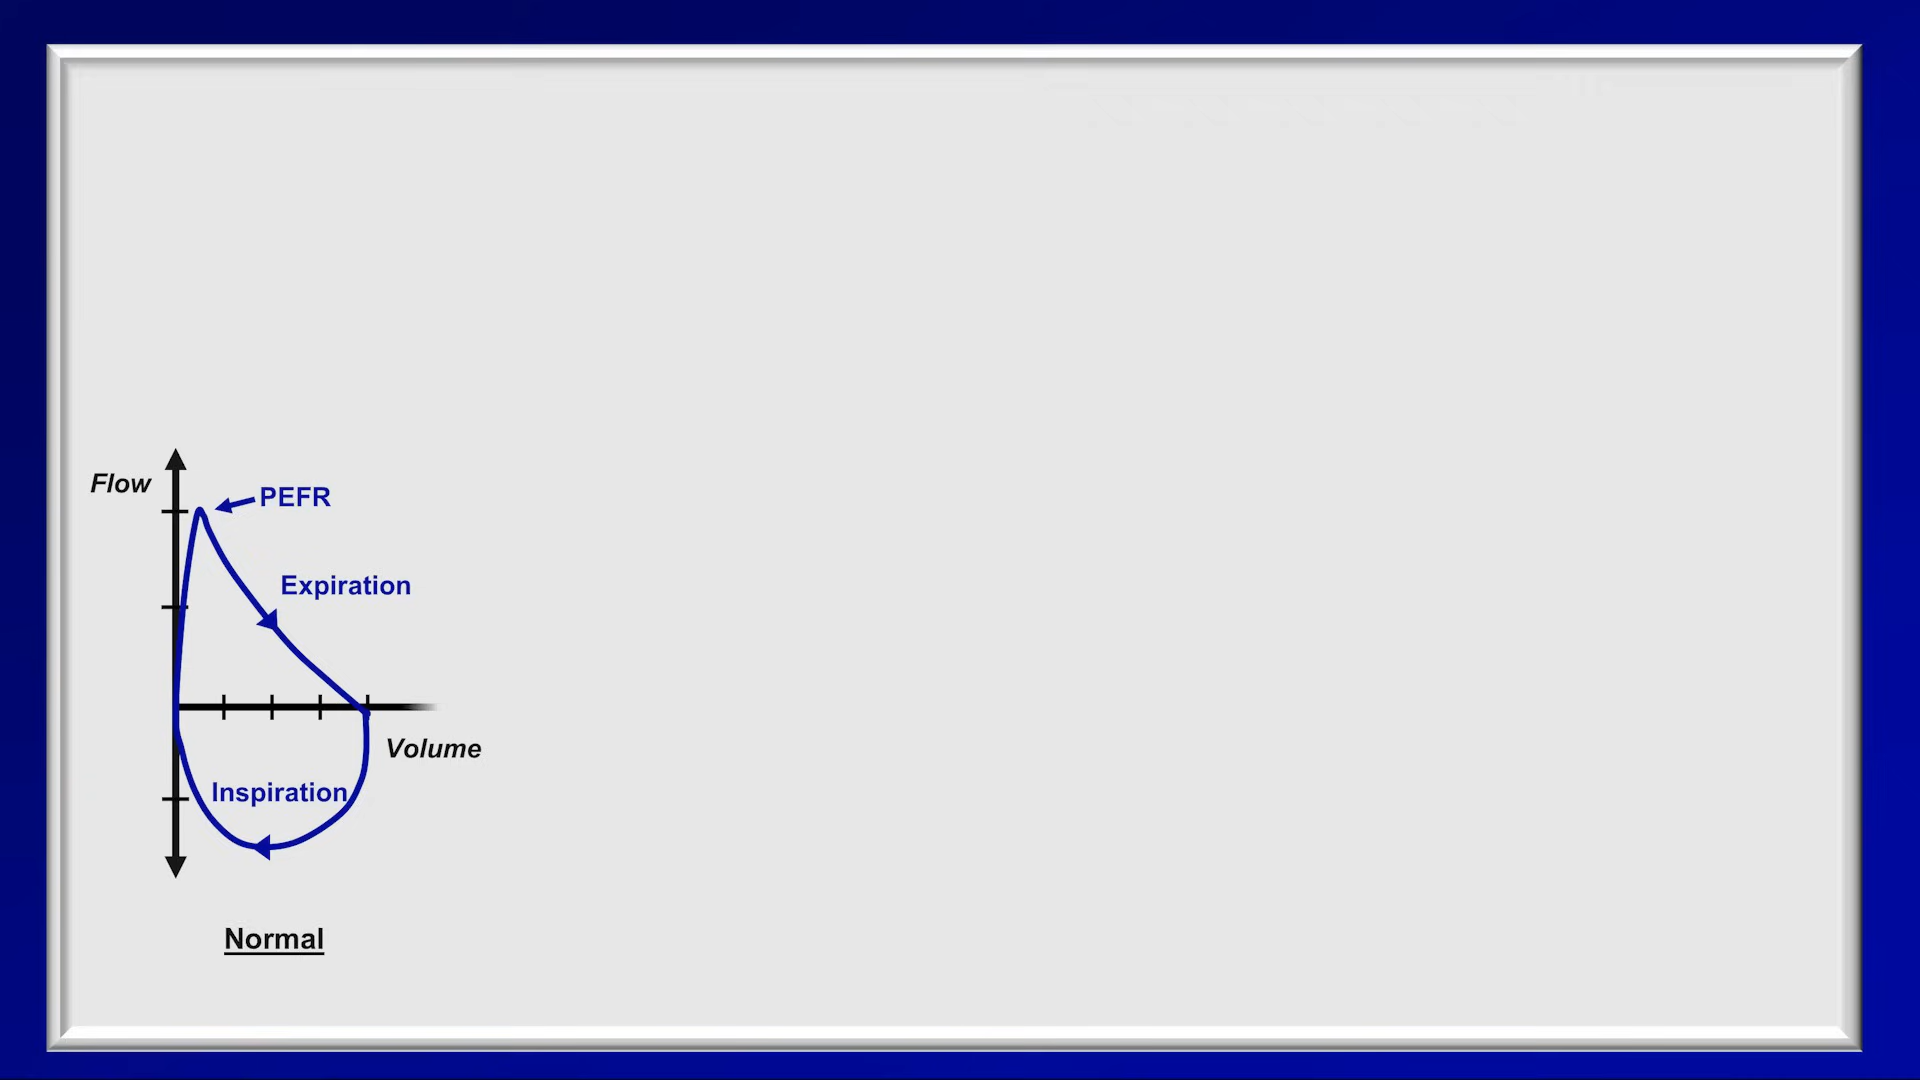 Flow
PEFR
Expiration
Volume
Inspiration
Normal